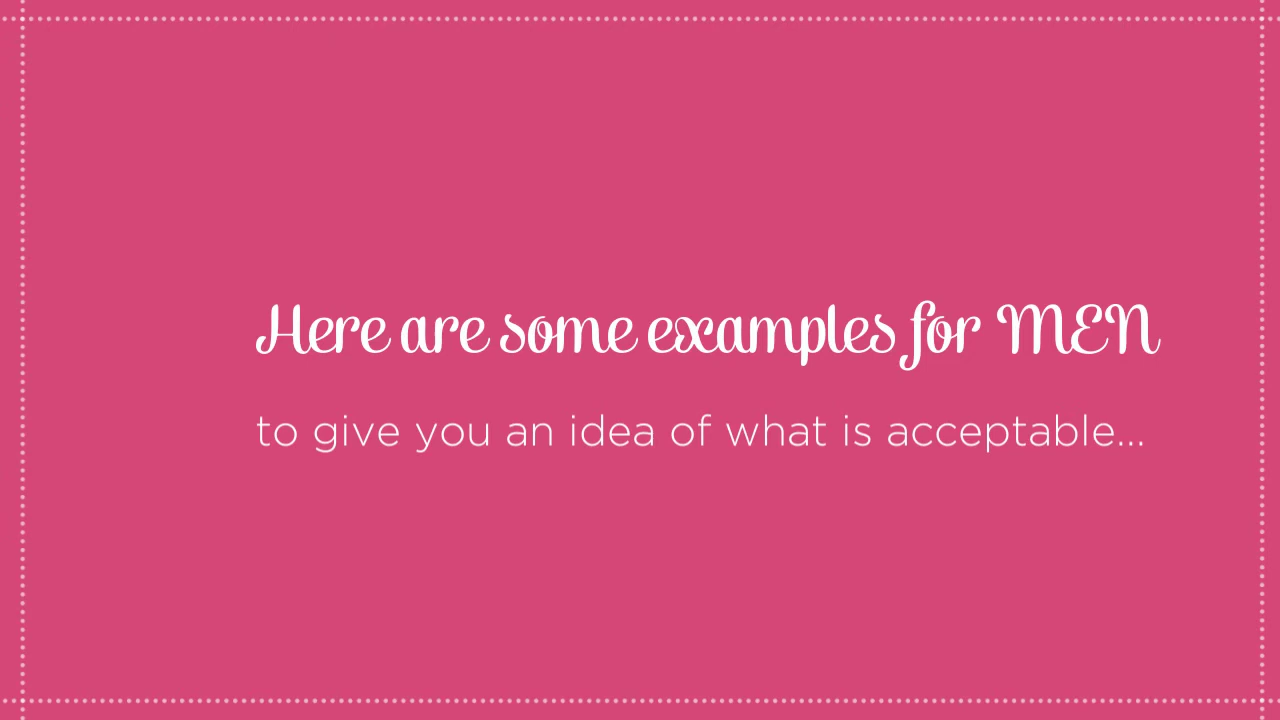 Here are some examples for MEN
to give you an idea of what is acceptable...